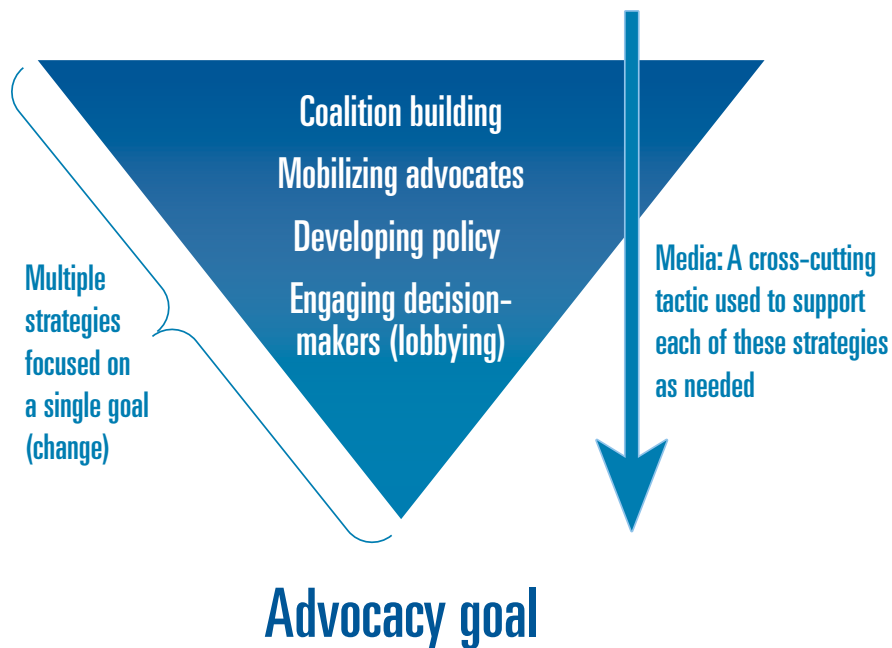 Coalition building
Mobilizing advocates
Developing policy
Engaging decision-
makers (lobbying)
Multiple
strategies
focused on
a single goal
(change)
Media: A cross-cutting
tactic used to support
each of these strategies
as needed
Advocacy goal